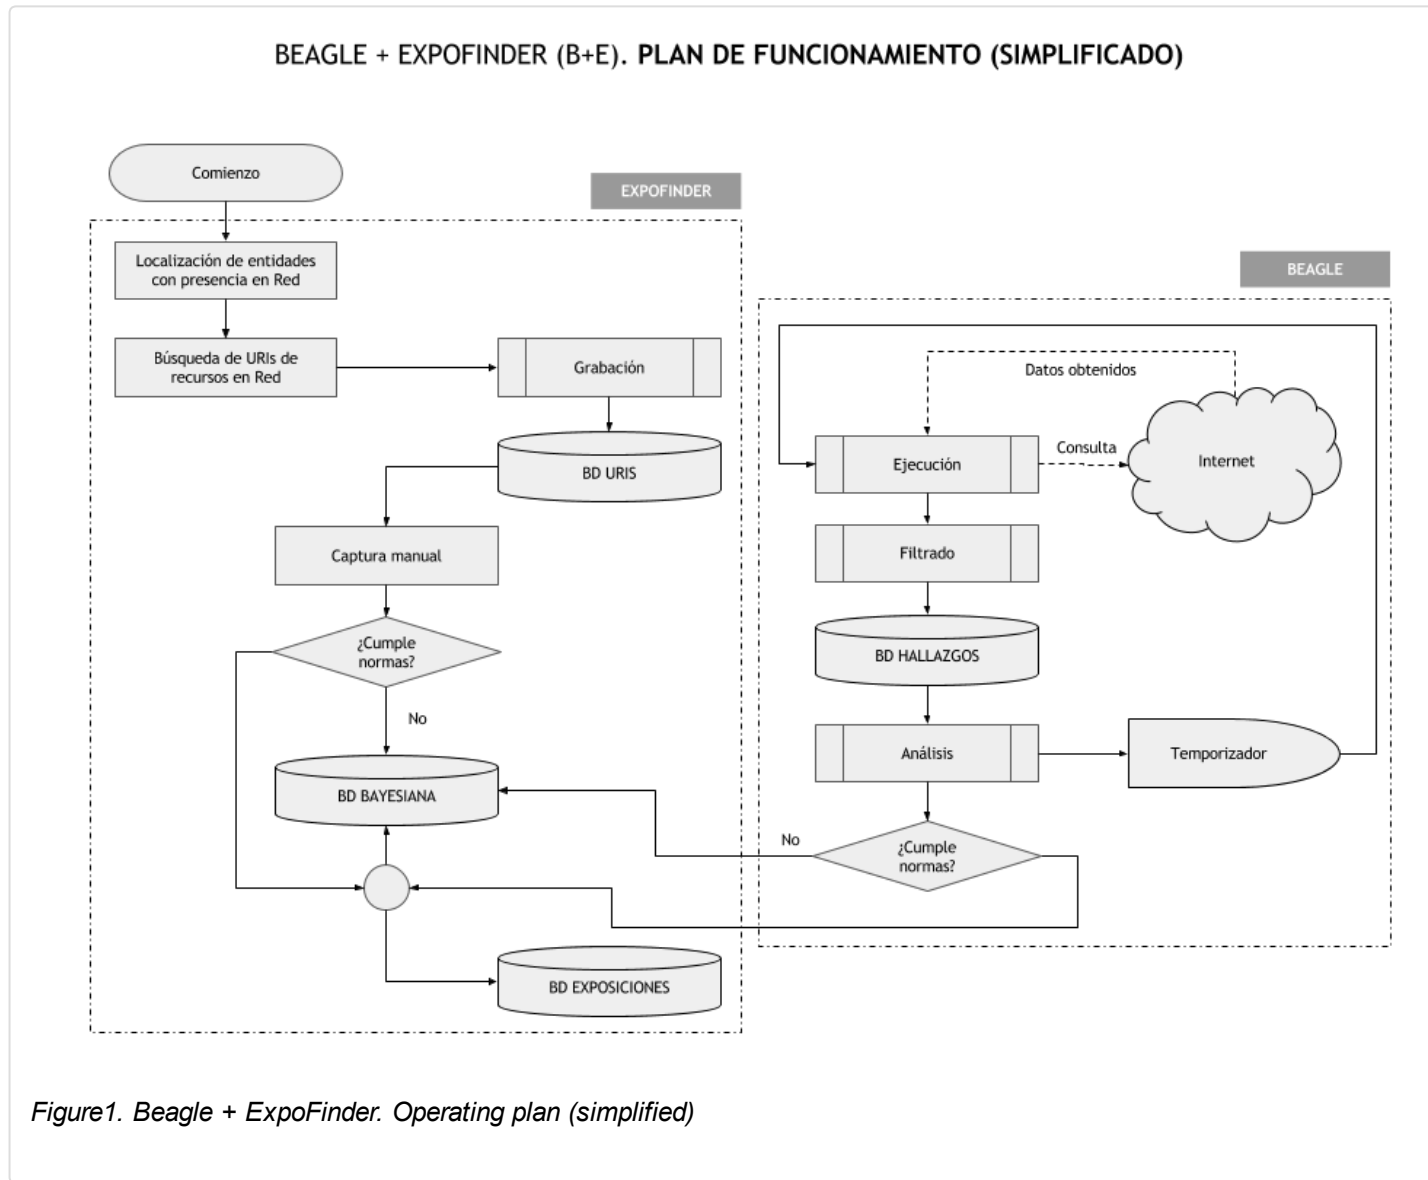 BEAGLE + EXPOFINDER (B+E). PLAN DE FUNCIONAMIENTO (SIMPLIFICADO)
Comienzo
EXPOFINDER
Localización de entidades
con presencia en Red
Búsqueda de URIs de
recursos en Red
Grabación
BD URIS
Captura manual
¿Cumple
normas?
No
BD BAYESIANA
BD EXPOSICIONES
BEAGLE
Datos obtenidos
Ejecución
Consulta
Internet
Filtrado
BD HALLAZGOS
Análisis
Temporizador
No
¿Cumple
normas?
Figure1. Beagle + ExpoFinder. Operating plan (simplified)